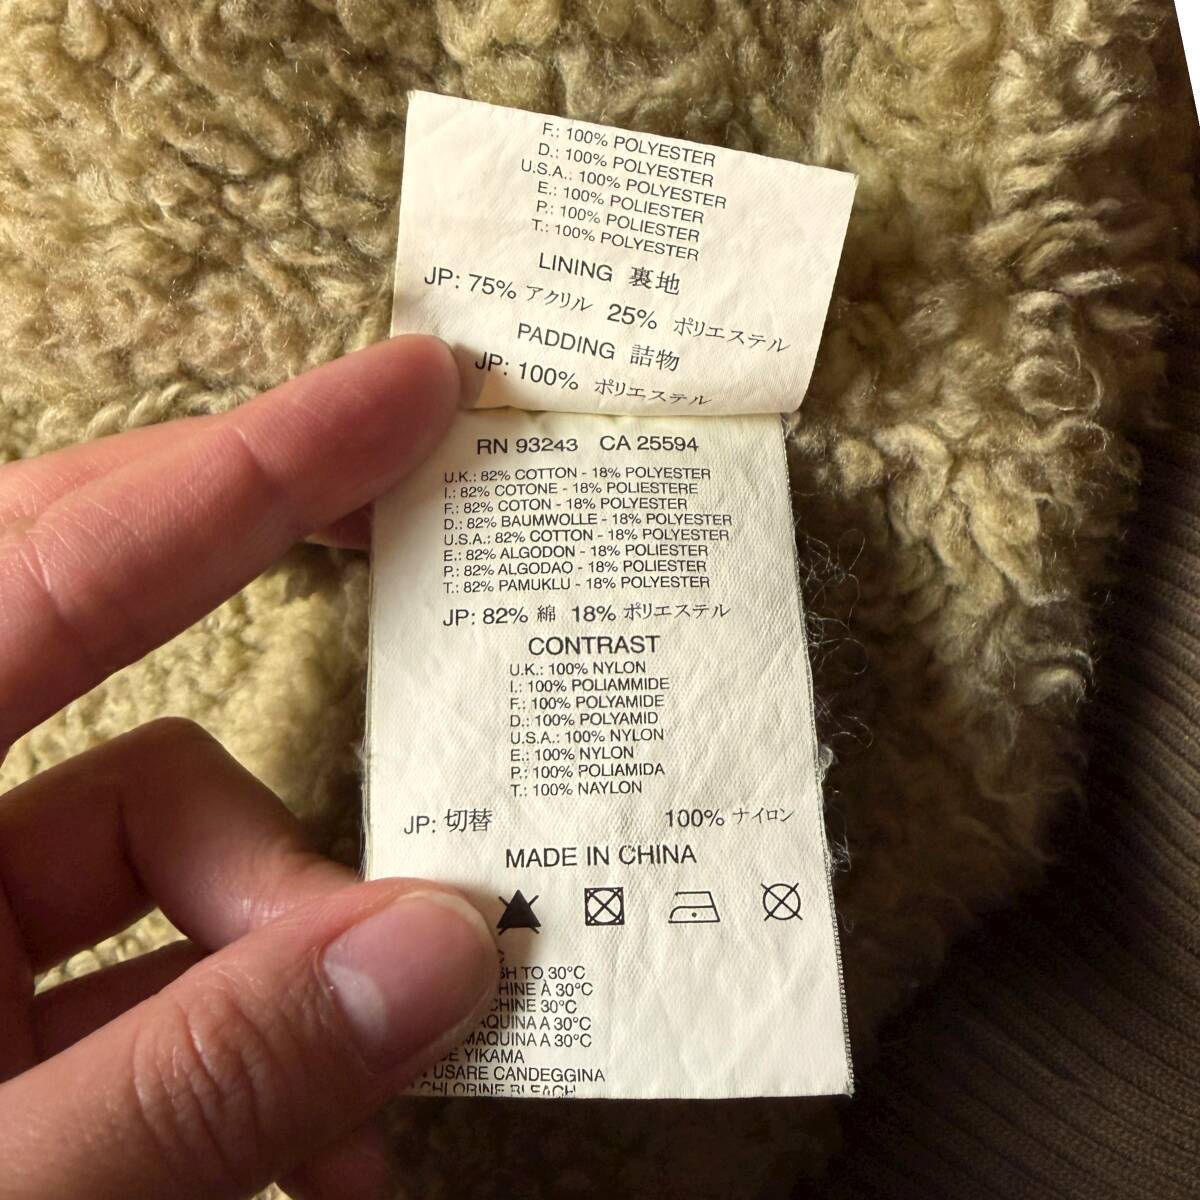 F.: 100% POLYESTER
D.: 100% POLYESTER
U.S.A.: 100% POLYESTER
E.: 100% POLIESTER
P.: 100% POLIESTER
T.: 100% POLYESTER
LINING 裏地
JP: 75% アクリル 25% ポリエステル
PADDING 詰物
JP: 100% ポリエステル
RN 93243 CA 25594
U.K.: 82% COTTON - 18% POLYESTER
I.: 82% COTONE - 18% POLIESTERE
F.: 82% COTON - 18% POLYESTER
D.: 82% BAUMWOLLE - 18% POLYESTER
U.S.A.: 82% COTTON - 18% POLYESTER
E.: 82% ALGODON - 18% POLIESTER
P.: 82% ALGODAO - 18% POLIESTER
T.: 82% PAMUKLU - 18% POLYESTER
JP: 82% 綿 18% ポリエステル
CONTRAST
U.K.: 100% NYLON
I.: 100% POLIAMMIDE
F.: 100% POLYAMIDE
D.: 100% POLYAMID
U.S.A.: 100% NYLON
E.: 100% NYLON
P.: 100% POLIAMIDA
T.: 100% NAYLON
JP: 切替 100% ナイロン
MADE IN CHINA
TO 30°C
À 30°C
30°C
A 30°C
MAQUINA A 30°C
YIKAMA
USARE CANDEGGINA
CHLORINE BLEACH